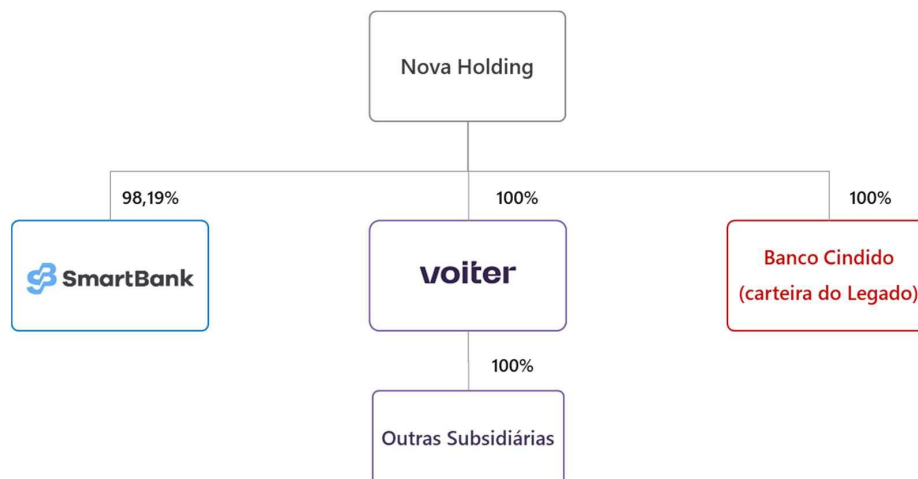 Nova Holding
98,19%
100%
100%
SmartBank
voiter
Banco Cindido
(carteira do Legado)
100%
Outras Subsidiárias